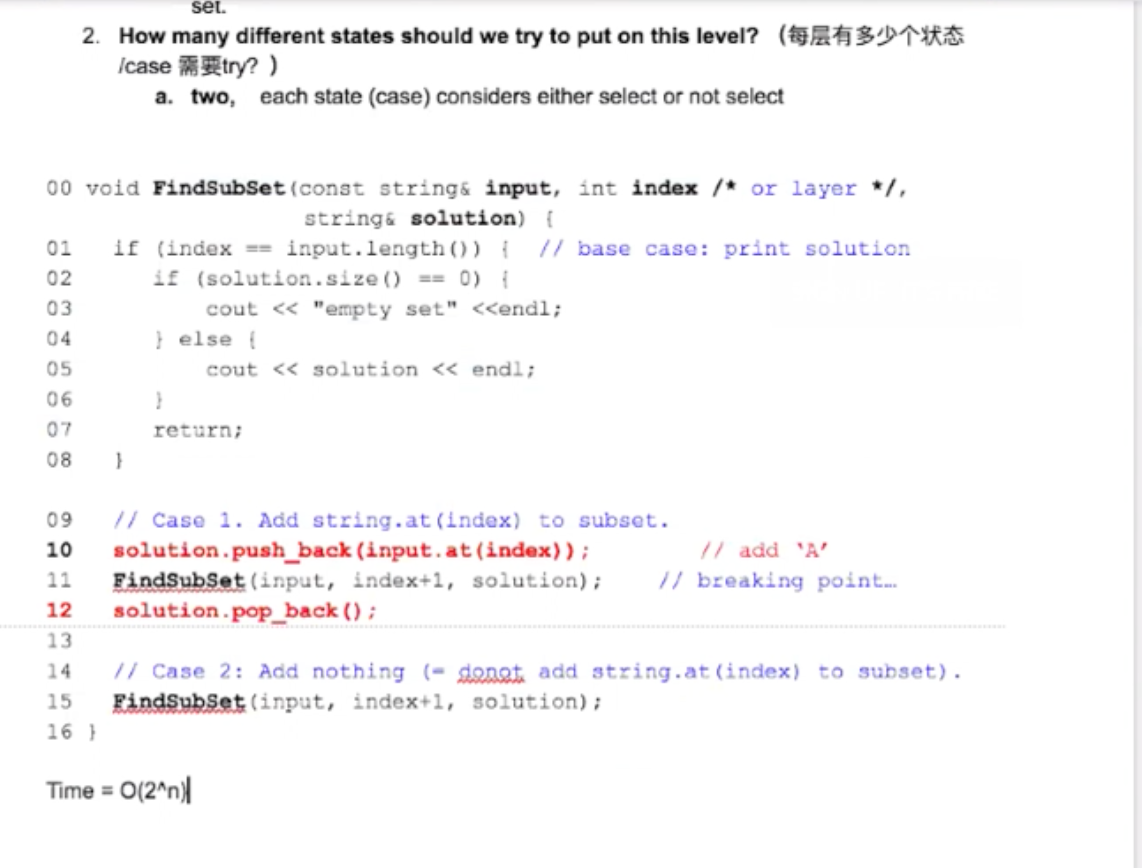 set.
2. How many different states should we try to put on this level? （每层有多少个状态
/case 需要try? ）
a. two, each state (case) considers either select or not select
00 void FindSubSet(const string& input, int index /* or layer */,
string& solution) {
01 if (index == input.length()) { // base case: print solution
02 if (solution.size() == 0) {
03 cout << "empty set" <<endl;
04 } else {
05 cout << solution << endl;
06 }
07 return;
08 }
09 // Case 1. Add string.at(index) to subset.
10 solution.push_back(input.at(index)); // add ‘A’
11 FindSubSet(input, index+1, solution); // breaking point…
12 solution.pop_back();
13
14 // Case 2: Add nothing (= donot add string.at(index) to subset).
15 FindSubSet(input, index+1, solution);
16 }
Time = O(2^n)